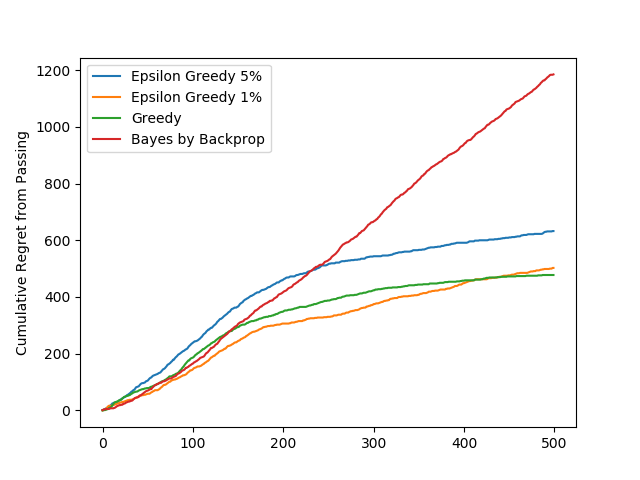 Epsilon Greedy 5%
Epsilon Greedy 1%
Greedy
Bayes by Backprop
Cumulative Regret from Passing
1200
1000
800
600
400
200
0
0 100 200 300 400 500